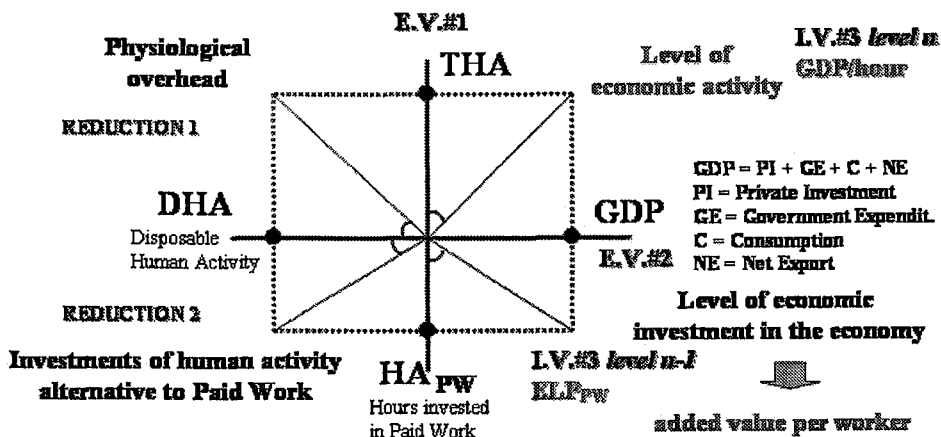 E.V.#1
Physiological
overhead
THA
Level of
economic activity
I.V.#3 level n
GDP/hour
REDUCTION 1
DHA
Disposable
Human Activity
GDP
E.V.#2
GDP = PI + GE + C + NE
PI = Private Investment
GE = Government Expendit.
C = Consumption
NE = Net Export
REDUCTION 2
Level of economic
investment in the economy
Investments of human activity
alternative to Paid Work
HA PW
Hours invested
in Paid Work
I.V.#3 level n-1
ELP PW
added value per worker